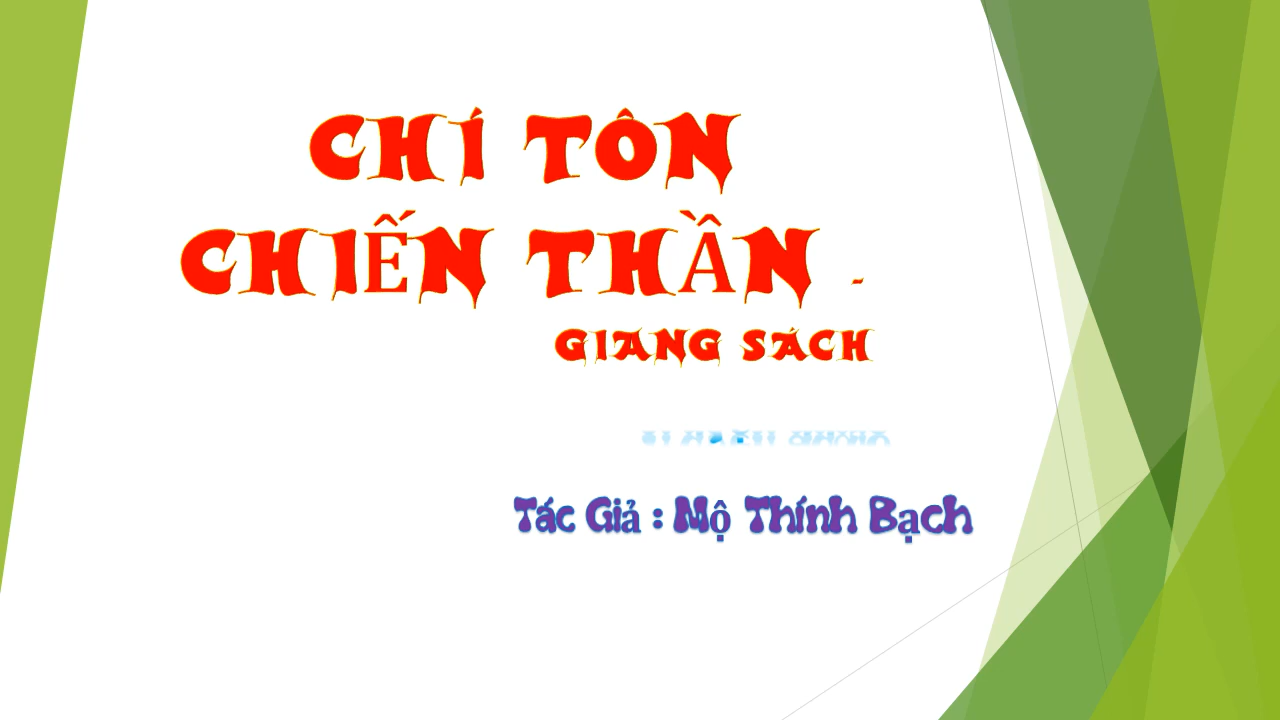 CHÍ TÔN
CHIẾN THẦN -
GIANG SÁCH
Tác Giả : Mộ Thính Bạch